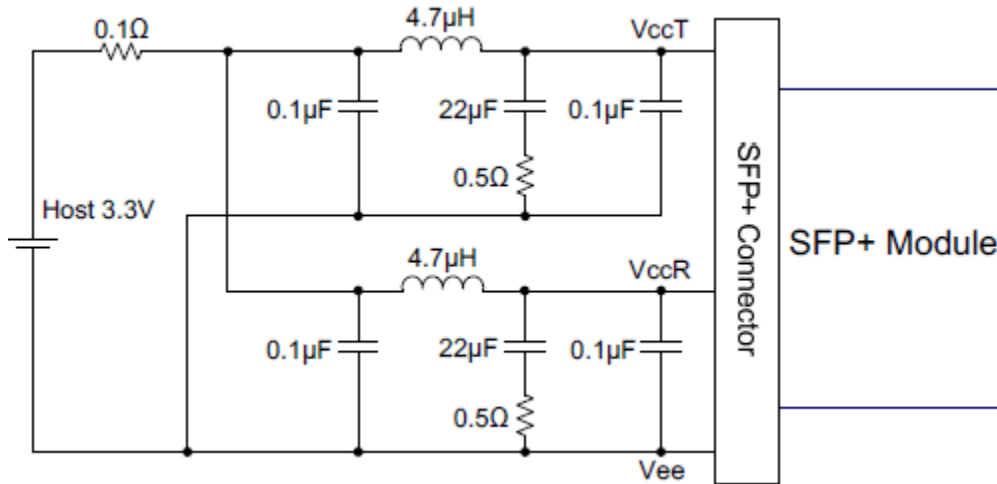 4.7μH
VccT
0.1Ω
0.1μF
22μF
0.1μF
0.5Ω
Host 3.3V
SFP+ Connector
SFP+ Module
4.7μH
VccR
0.1μF
22μF
0.1μF
0.5Ω
Vee